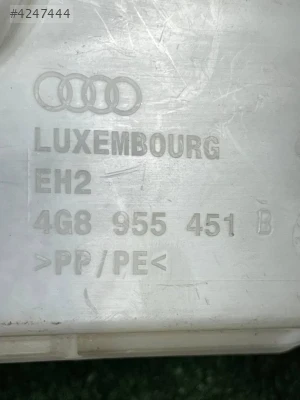 #4247444
LUXEMBOURG
EH2
4G8 955 451 B
>PP/PE<